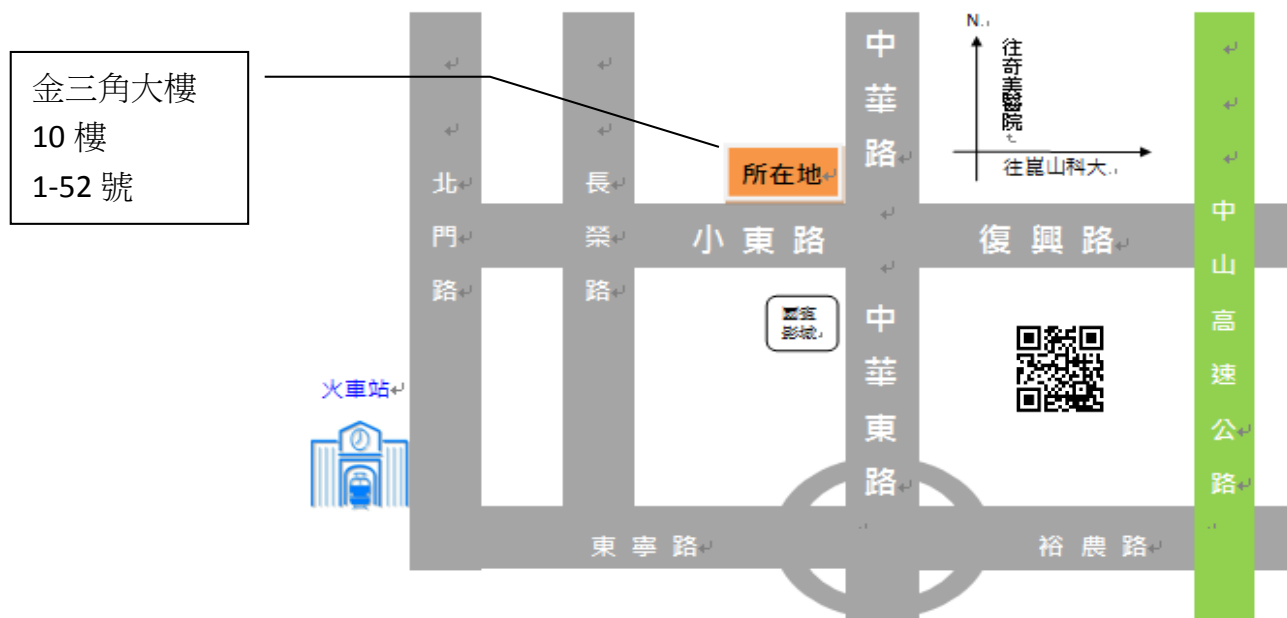 金三角大樓
10 樓
1-52 號
北門路
長榮路
中華路
N
往奇美醫院
往崑山科大
所在地
小東路
復興路
中山高速公路
影城
中華東路
火車站
東寧路
裕農路